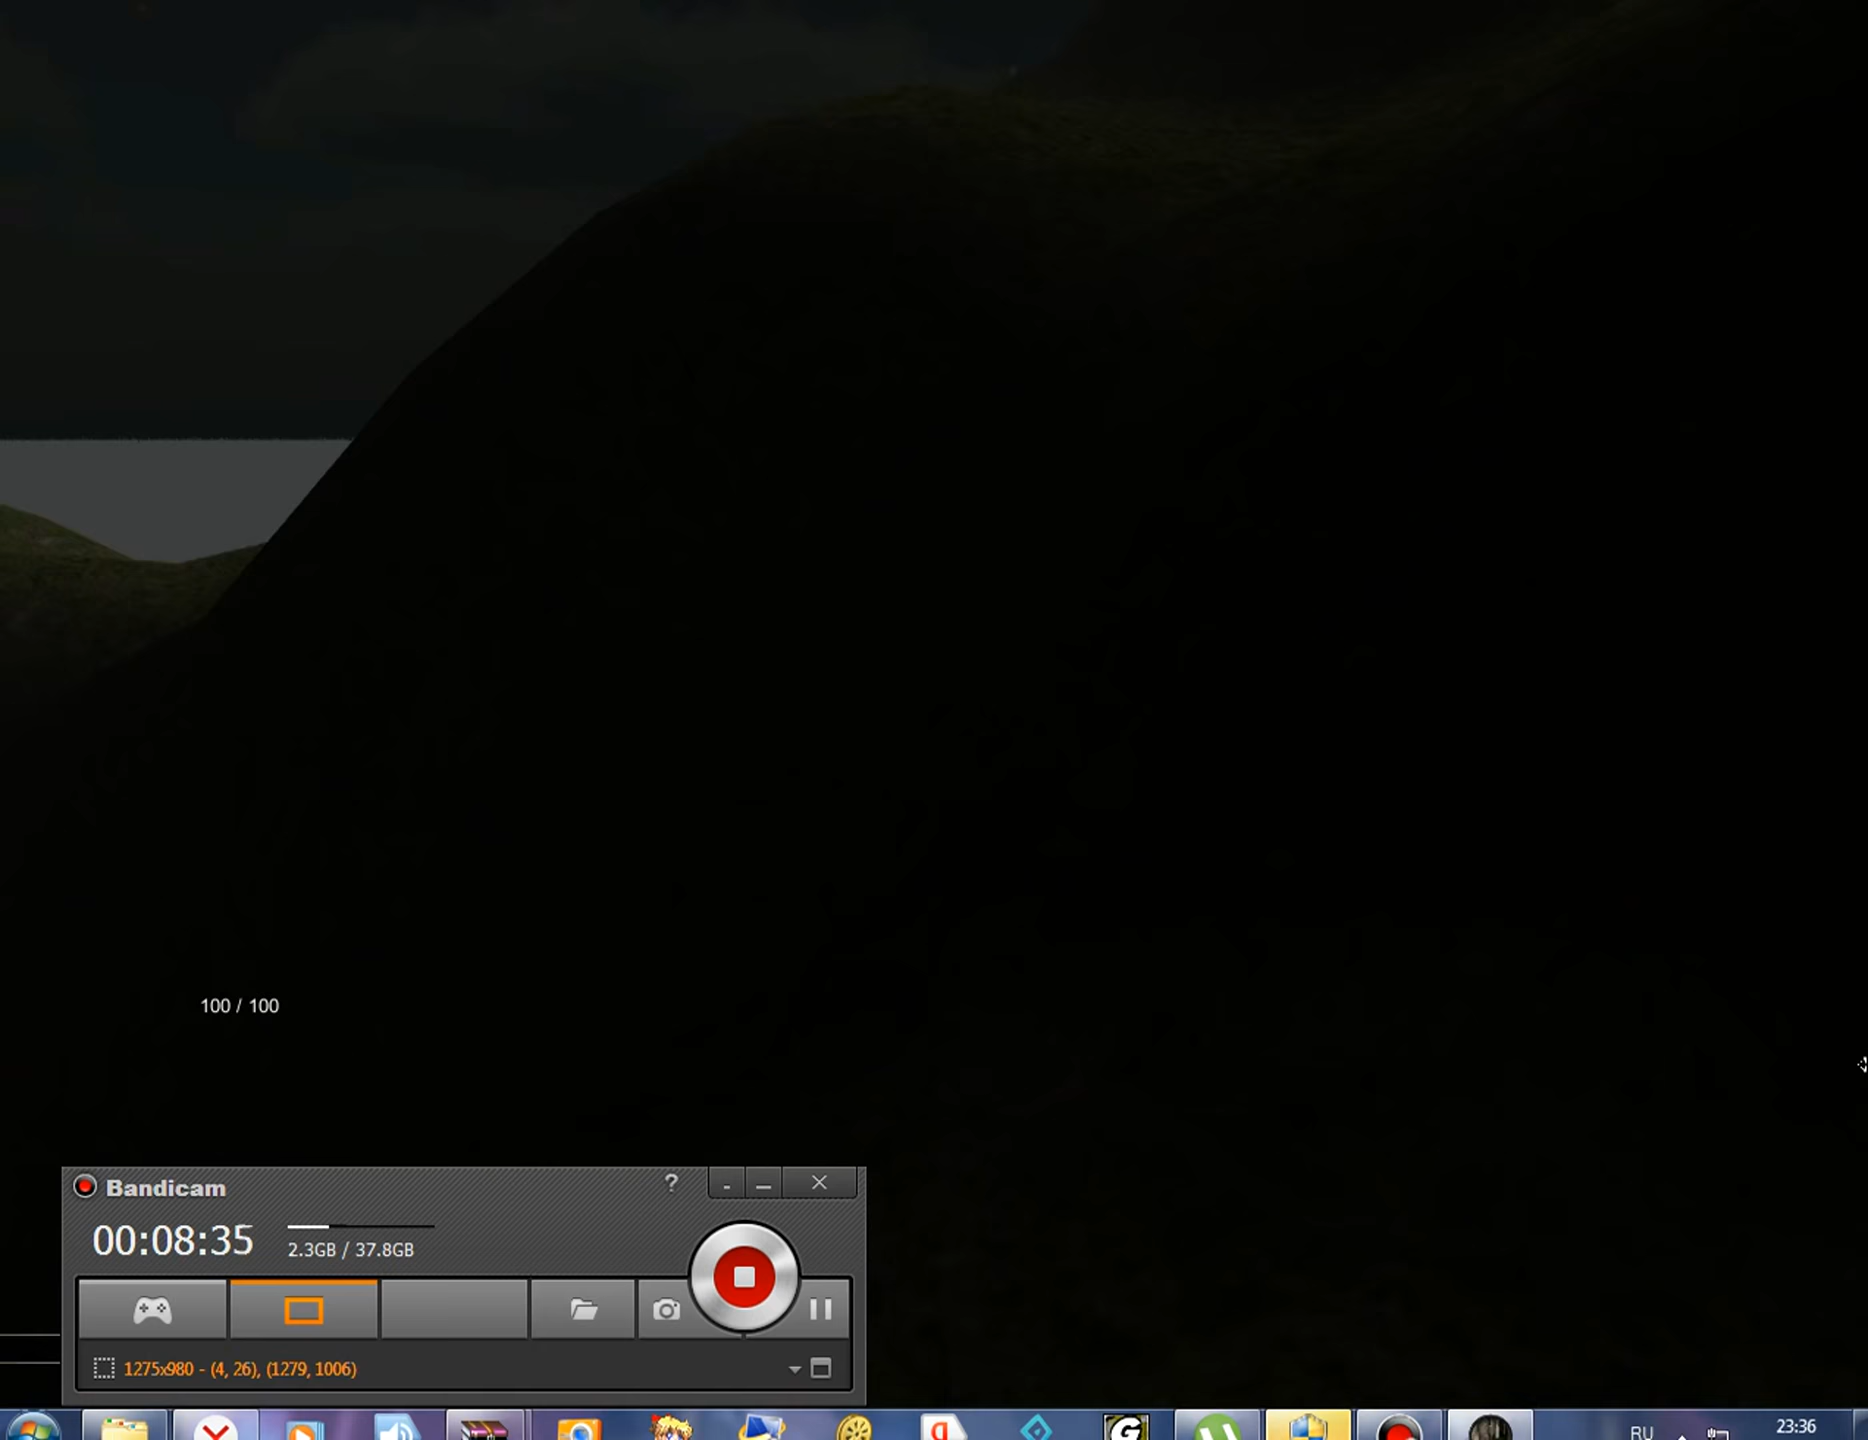 100 / 100
Bandicam
?
00:08:35
2.3GB / 37.8GB
1275x980 - (4, 26), (1279, 1006)
RU
23:36